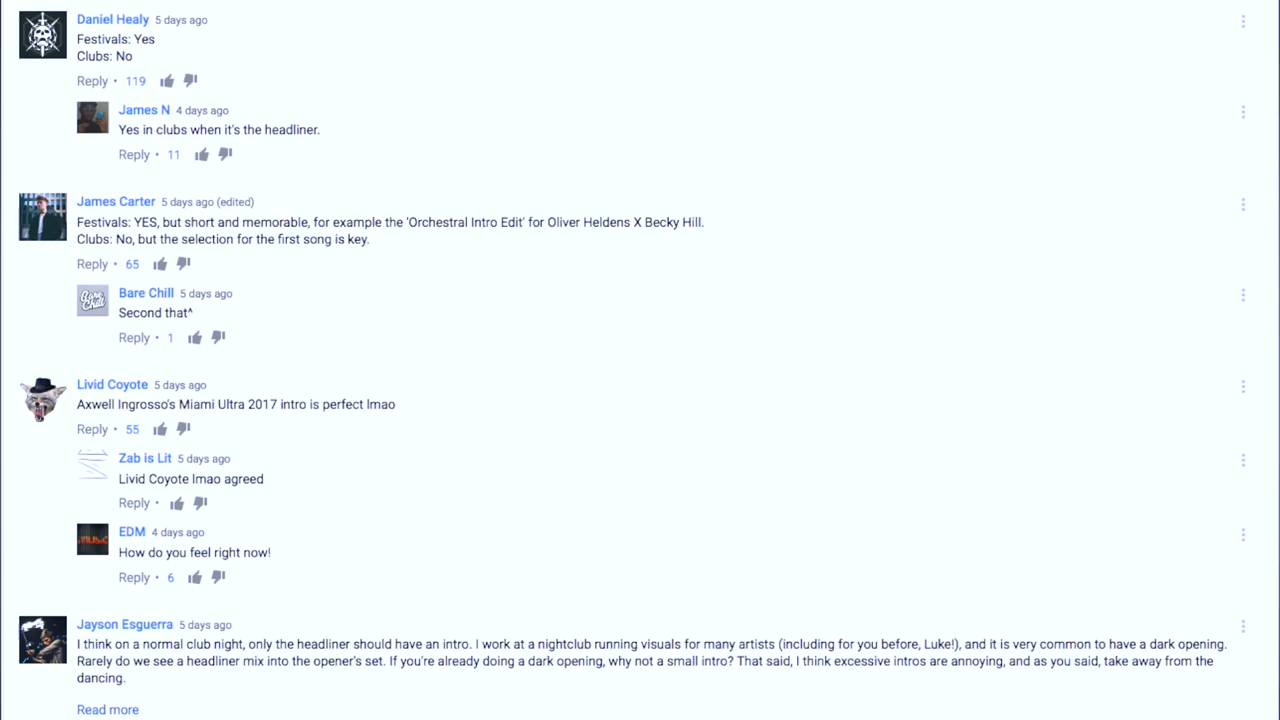 Daniel Healy 5 days ago
Festivals: Yes
Clubs: No
Reply • 119
James N 4 days ago
Yes in clubs when it's the headliner.
Reply • 11
James Carter 5 days ago (edited)
Festivals: YES, but short and memorable, for example the 'Orchestral Intro Edit' for Oliver Heldens X Becky Hill.
Clubs: No, but the selection for the first song is key.
Reply • 65
Bare Chill 5 days ago
Second that^
Reply • 1
Livid Coyote 5 days ago
Axwell Ingrosso's Miami Ultra 2017 intro is perfect lmao
Reply • 55
Zab is Lit 5 days ago
Livid Coyote lmao agreed
Reply •
EDM 4 days ago
How do you feel right now!
Reply • 6
Jayson Esguerra 5 days ago
I think on a normal club night, only the headliner should have an intro. I work at a nightclub running visuals for many artists (including for you before, Luke!), and it is very common to have a dark opening.
Rarely do we see a headliner mix into the opener's set. If you're already doing a dark opening, why not a small intro? That said, I think excessive intros are annoying, and as you said, take away from the
dancing.
Read more